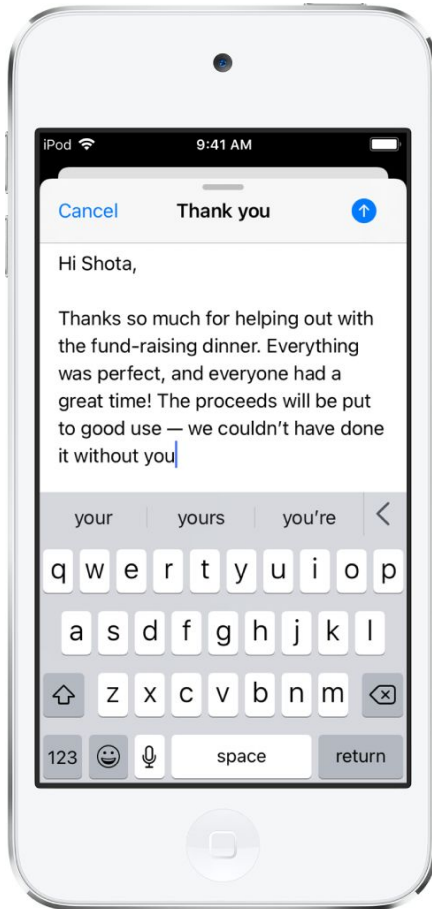 iPod 9:41 AM
Cancel Thank you
Hi Shota,
Thanks so much for helping out with
the fund-raising dinner. Everything
was perfect, and everyone had a
great time! The proceeds will be put
to good use — we couldn’t have done
it without you
your yours you’re
q w e r t y u i o p
a s d f g h j k l
z x c v b n m
123 space return